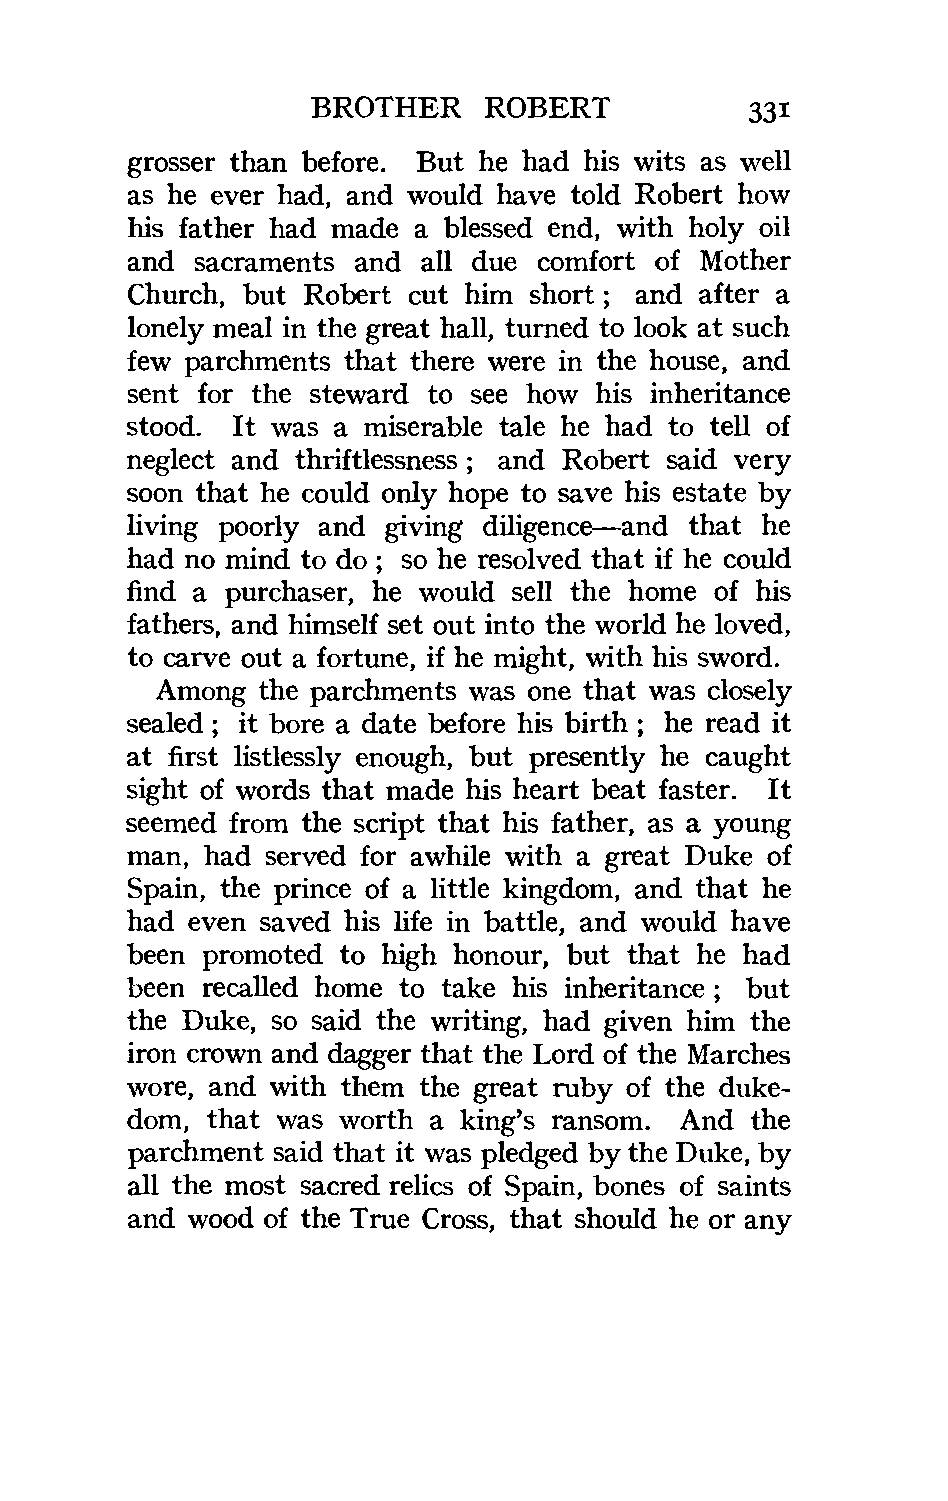 BROTHER ROBERT 331
grosser than before. But he had his wits as well
as he ever had, and would have told Robert how
his father had made a blessed end, with holy oil
and sacraments and all due comfort of Mother
Church, but Robert cut him short ; and after a
lonely meal in the great hall, turned to look at such
few parchments that there were in the house, and
sent for the steward to see how his inheritance
stood. It was a miserable tale he had to tell of
neglect and thriftlessness ; and Robert said very
soon that he could only hope to save his estate by
living poorly and giving diligence—and that he
had no mind to do ; so he resolved that if he could
find a purchaser, he would sell the home of his
fathers, and himself set out into the world he loved,
to carve out a fortune, if he might, with his sword.
Among the parchments was one that was closely
sealed ; it bore a date before his birth ; he read it
at first listlessly enough, but presently he caught
sight of words that made his heart beat faster. It
seemed from the script that his father, as a young
man, had served for awhile with a great Duke of
Spain, the prince of a little kingdom, and that he
had even saved his life in battle, and would have
been promoted to high honour, but that he had
been recalled home to take his inheritance ; but
the Duke, so said the writing, had given him the
iron crown and dagger that the Lord of the Marches
wore, and with them the great ruby of the duke-
dom, that was worth a king's ransom. And the
parchment said that it was pledged by the Duke, by
all the most sacred relics of Spain, bones of saints
and wood of the True Cross, that should he or any